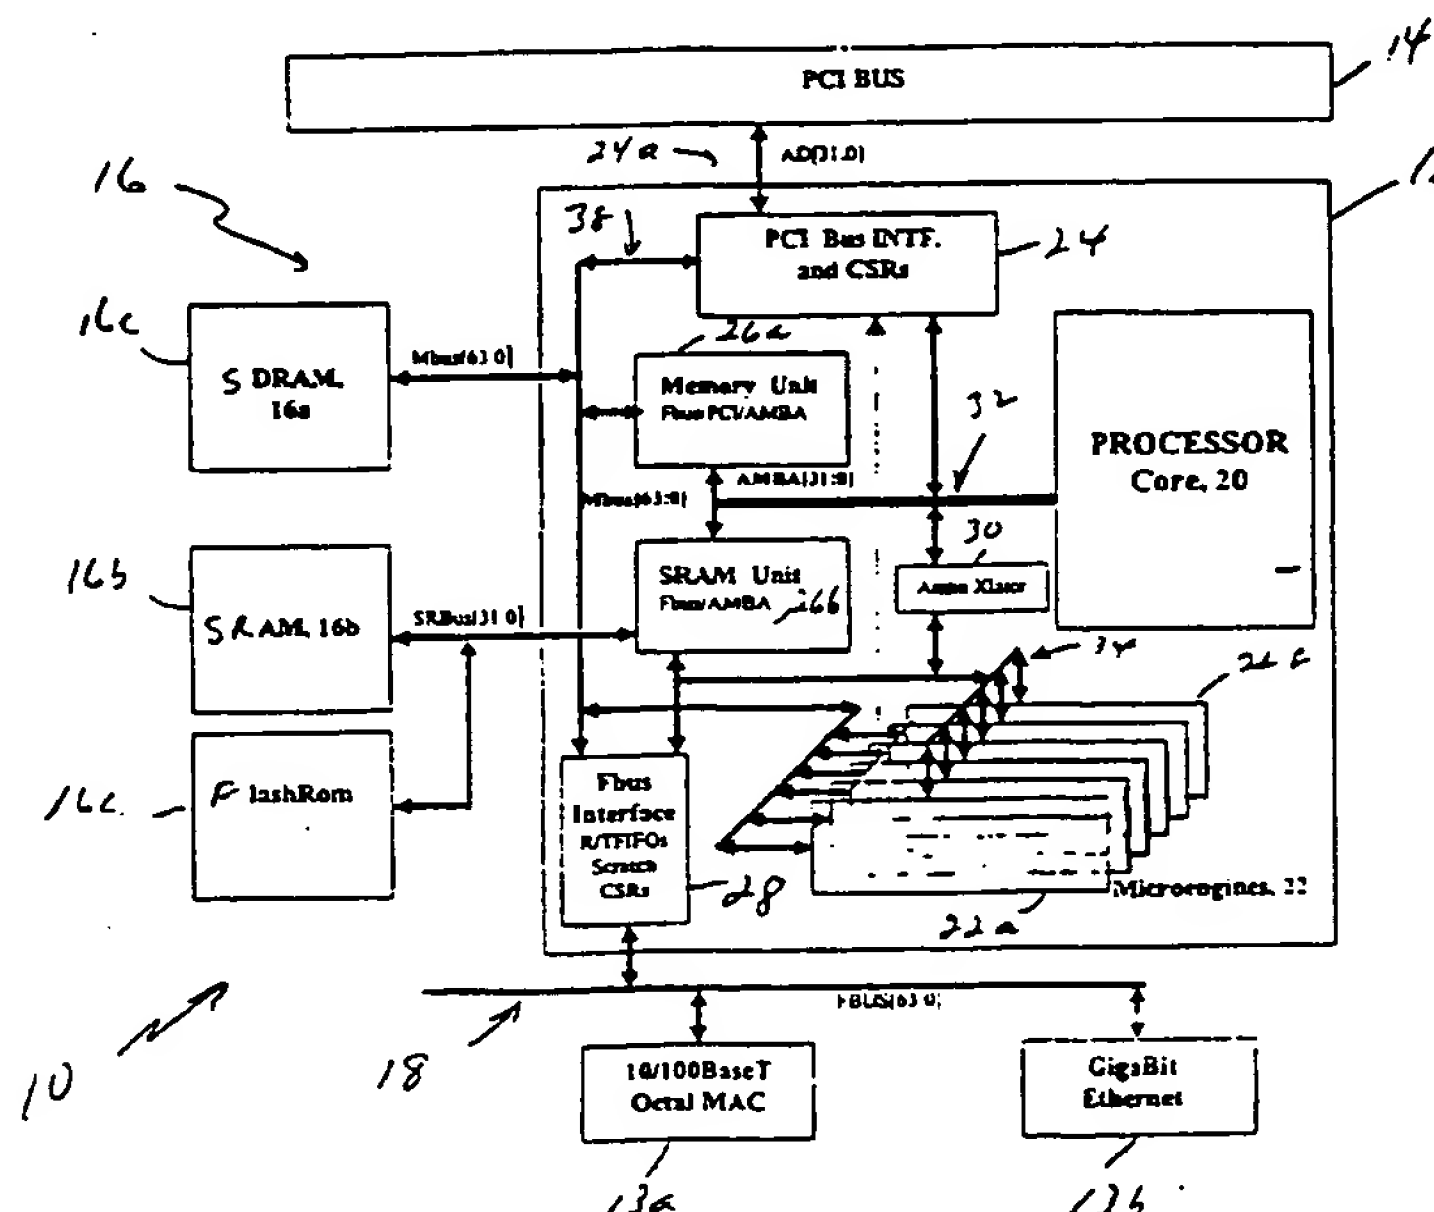 14
PCI BUS
24a
AD[31:0]
16
38
PCI Bus INTF.
and CSRs
24
16c
26a
Mbus[63:0]
S DRAM,
16a
Memory Unit
Fbus/PCI/AMBA
32
PROCESSOR
Core, 20
AMBA[31:0]
Mbus[63:0]
30
16b
SRAM Unit
Fbus/AMBA
26b
SRBus[31:0]
SRAM, 16b
34
22f
16c
FlashRom
Fbus
Interface
R/TFIFOs
Scratch
CSRs
28
Microengines, 22
22a
18
FBUS[63:0]
10
10/100BaseT
Octal MAC
GigaBit
Ethernet
13a
13b